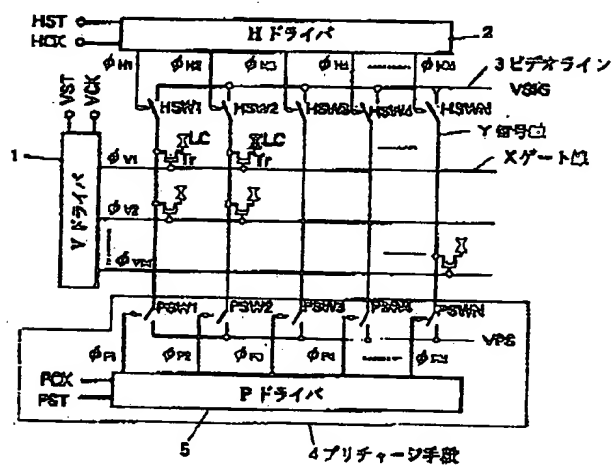 HST
HCK
Hドライバ
2
φH1 φH2 φH3 φH4 φHN
3 ビデオライン
VSIG
VST
VCK
HSW1 HSW2 HSW3 HSW4 HSWN
Y信号線
LC LC
1
φV1
Tr Tr
Xゲート線
Vドライバ
φV2
PSW1 PSW2 PSW3 PSW4 PSWN
VPS
φP1 φP2 φP3 φP4
PCK
PST
Pドライバ
5
4プリチャージ手段